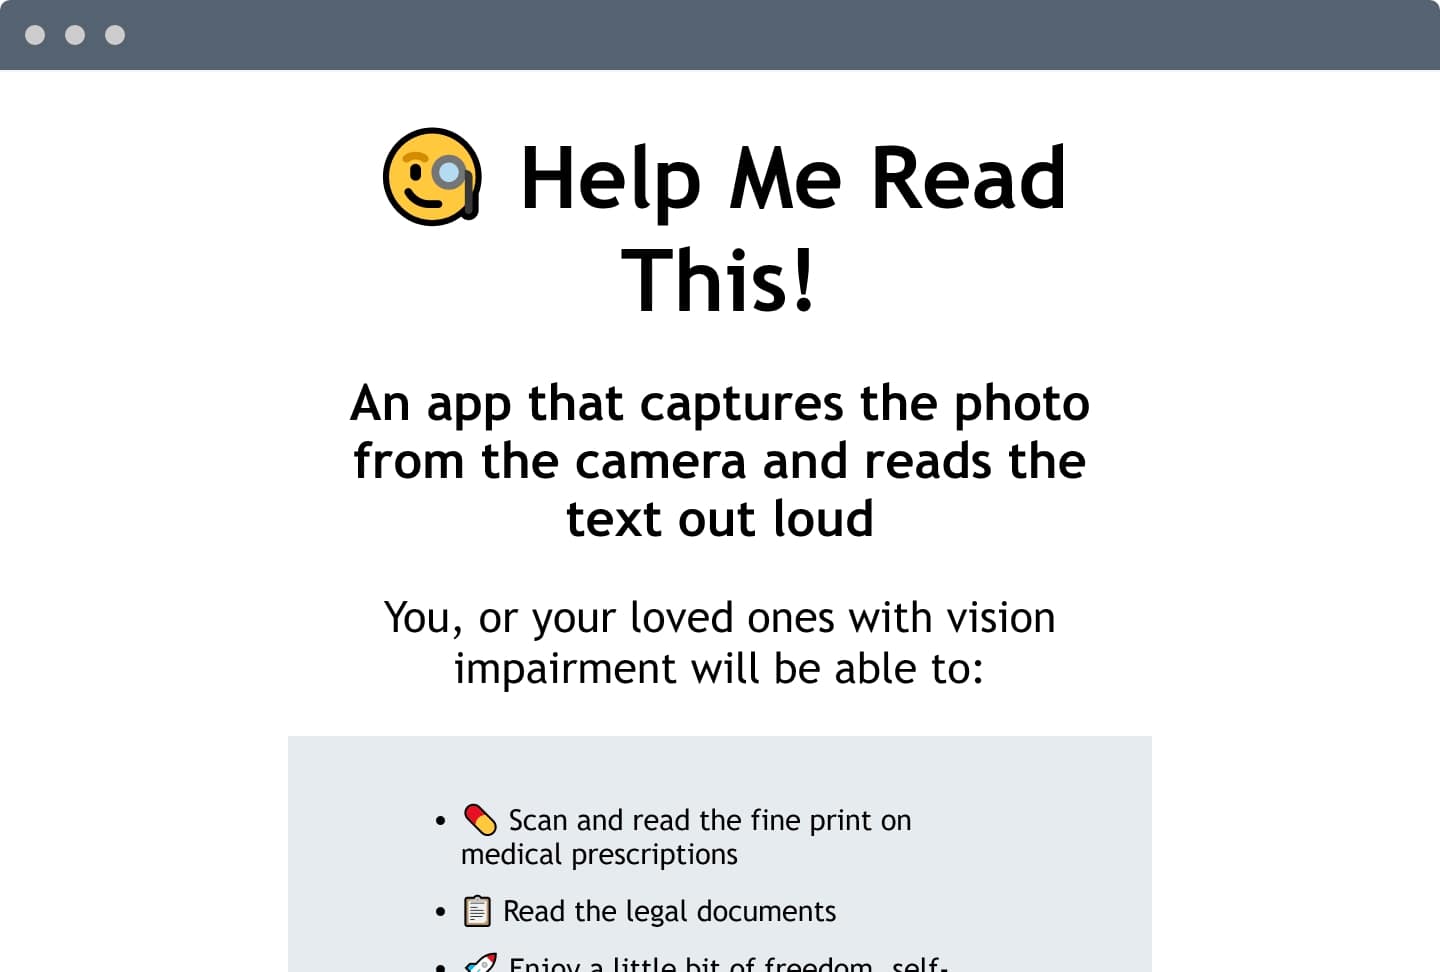 🧐 Help Me Read
This!
An app that captures the photo
from the camera and reads the
text out loud
You, or your loved ones with vision
impairment will be able to:
• 💊 Scan and read the fine print on
medical prescriptions
• 📋 Read the legal documents
• 🚀 Enjoy a little bit of freedom, self-